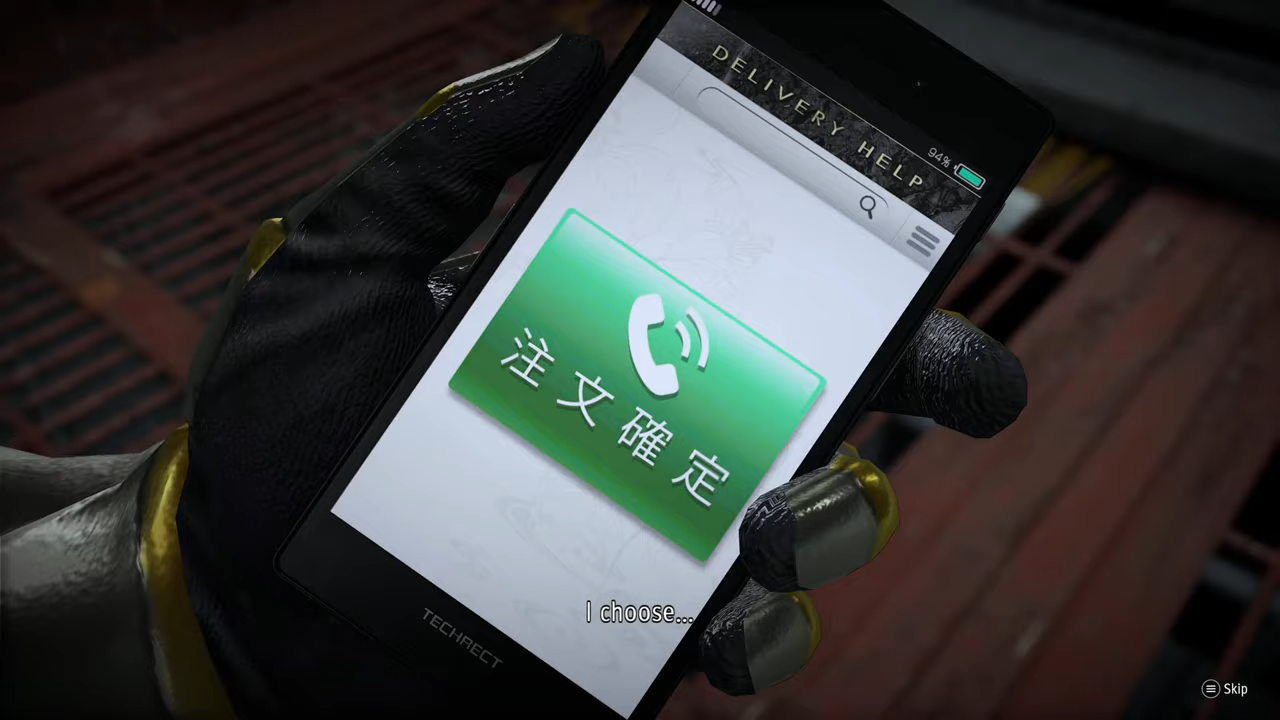 DELIVERY HELP
94%
注文確定
I choose...
TECHRECT
Skip